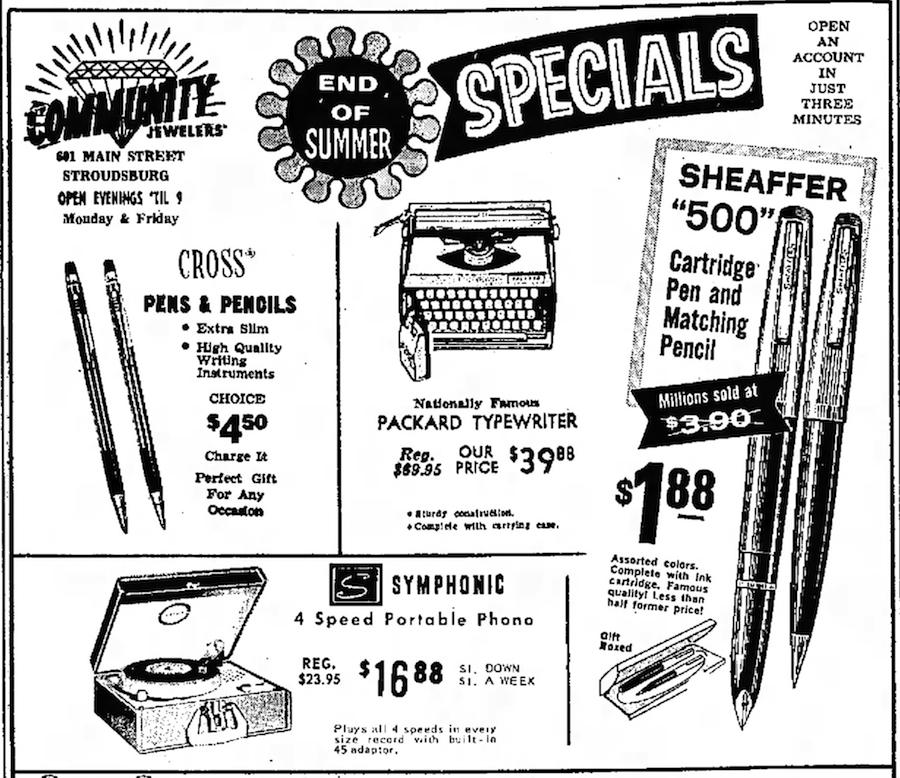 COMMUNITY
JEWELERS
601 MAIN STREET
STROUDSBURG
OPEN EVENINGS 'TIL 9
Monday & Friday
END
OF
SUMMER
SPECIALS
OPEN
AN
ACCOUNT
IN
JUST
THREE
MINUTES
CROSS®
PENS & PENCILS
• Extra Slim
• High Quality
Writing
Instruments
CHOICE
$4.50
Charge It
Perfect Gift
For Any
Occasion
Nationally Famous
PACKARD TYPEWRITER
Reg. OUR
$69.95 PRICE $39.88
• Sturdy construction.
• Complete with carrying case.
SHEAFFER
"500"
Cartridge
Pen and
Matching
Pencil
Millions sold at
$3.90
$1.88
Assorted colors.
Complete with ink
cartridge. Famous
quality! Less than
half former price!
Gift
Boxed
S SYMPHONIC
4 Speed Portable Phono
REG.
$23.95 $16.88
$1. DOWN
$1. A WEEK
Plays all 4 speeds in every
size record with built-in
45 adaptor.